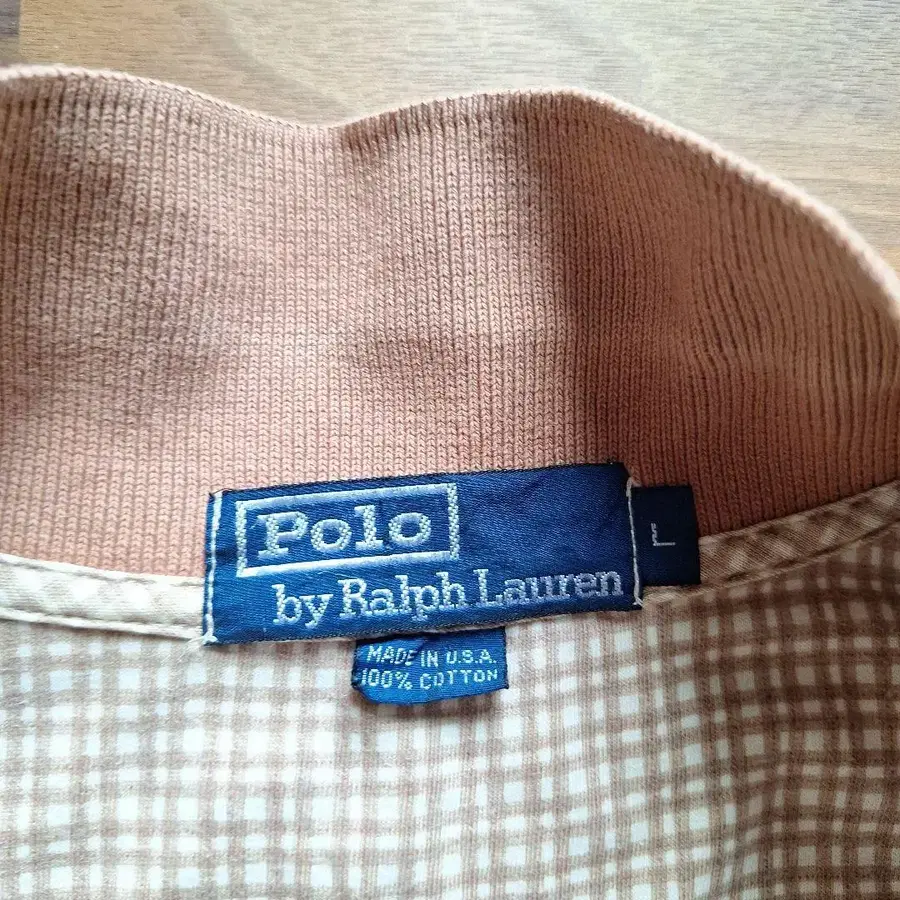 Polo
by Ralph Lauren
L
MADE IN U.S.A.
100% COTTON